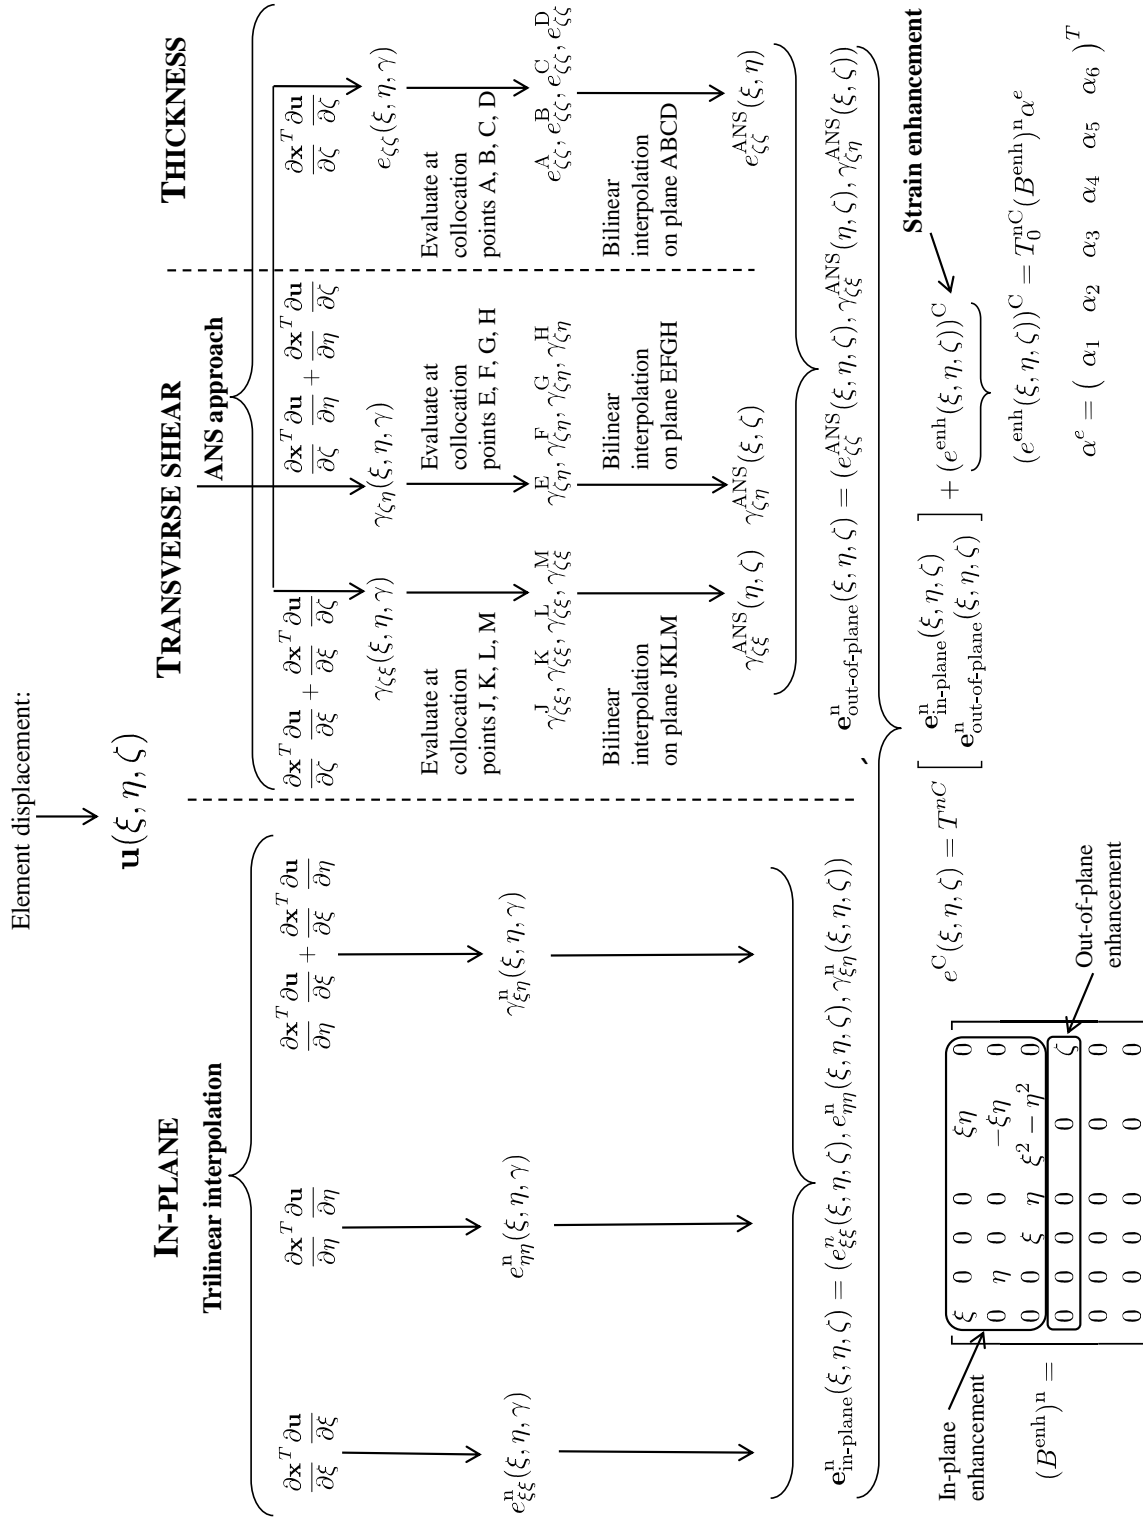 Element displacement:
u(ξ, η, ζ)
IN-PLANE
TRANSVERSE SHEAR
THICKNESS
Trilinear interpolation
ANS approach
∂x^T/∂ξ ∂u/∂ξ
∂x^T/∂η ∂u/∂η
∂x^T/∂η ∂u/∂ξ + ∂x^T/∂ξ ∂u/∂η
∂x^T/∂ζ ∂u/∂ξ + ∂x^T/∂ξ ∂u/∂ζ
∂x^T/∂ζ ∂u/∂η + ∂x^T/∂η ∂u/∂ζ
∂x^T/∂ζ ∂u/∂ζ
e^n_ξξ(ξ, η, γ)
e^n_ηη(ξ, η, γ)
γ^n_ξη(ξ, η, γ)
γ_ζξ(ξ, η, γ)
γ_ζη(ξ, η, γ)
e_ζζ(ξ, η, γ)
Evaluate at
collocation
points J, K, L, M
Evaluate at
collocation
points E, F, G, H
Evaluate at
collocation
points A, B, C, D
γ^J_ζξ, γ^K_ζξ, γ^L_ζξ, γ^M_ζξ
γ^E_ζη, γ^F_ζη, γ^G_ζη, γ^H_ζη
e^A_ζζ, e^B_ζζ, e^C_ζζ, e^D_ζζ
Bilinear
interpolation
on plane JKLM
Bilinear
interpolation
on plane EFGH
Bilinear
interpolation
on plane ABCD
γ^ANS_ζξ(η, ζ)
γ^ANS_ζη(ξ, ζ)
e^ANS_ζζ(ξ, η)
e^n_in-plane(ξ, η, ζ) = (e^n_ξξ(ξ, η, ζ), e^n_ηη(ξ, η, ζ), γ^n_ξη(ξ, η, ζ))
e^n_out-of-plane(ξ, η, ζ) = (e^ANS_ζζ(ξ, η, ζ), γ^ANS_ζξ(η, ζ), γ^ANS_ζη(ξ, ζ))
e^C(ξ, η, ζ) = T^nC [ e^n_in-plane(ξ, η, ζ)
e^n_out-of-plane(ξ, η, ζ) ] + (e^enh(ξ, η, ζ))^C
Strain enhancement
(e^enh(ξ, η, ζ))^C = T^nC_0 (B^enh)^n α^e
α^e = ( α1 α2 α3 α4 α5 α6 )^T
In-plane
enhancement
Out-of-plane
enhancement
(B^enh)^n =
ξ 0 0 0 ξη 0
0 η 0 0 −ξη 0
0 0 ξ η ξ² − η² 0
0 0 0 0 0 ζ
0 0 0 0 0 0
0 0 0 0 0 0